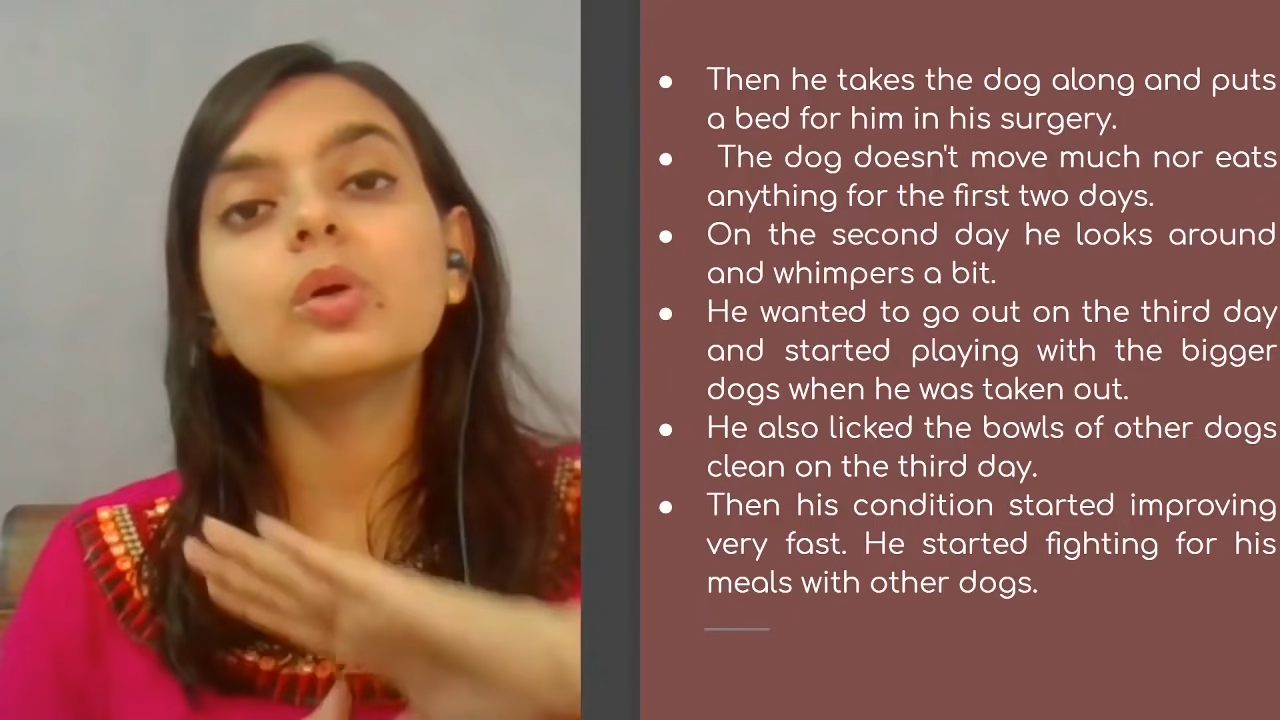 ● Then he takes the dog along and puts
a bed for him in his surgery.
● The dog doesn't move much nor eats
anything for the first two days.
● On the second day he looks around
and whimpers a bit.
● He wanted to go out on the third day
and started playing with the bigger
dogs when he was taken out.
● He also licked the bowls of other dogs
clean on the third day.
● Then his condition started improving
very fast. He started fighting for his
meals with other dogs.